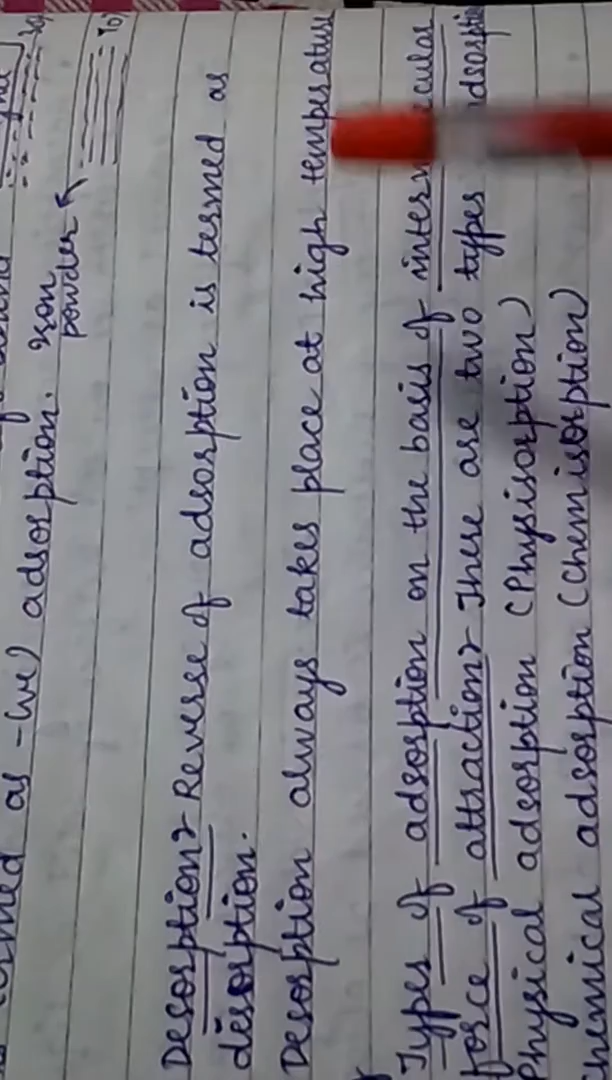 as -(ve) adsorption. Iron
powder
Desorption → Reverse of adsorption is termed as
desorption.
Desorption always takes place at high temperature
Types of adsorption on the basis of
force of attraction → There are two types
Physical adsorption (Physisorption)
Chemical adsorption (Chemisorption)